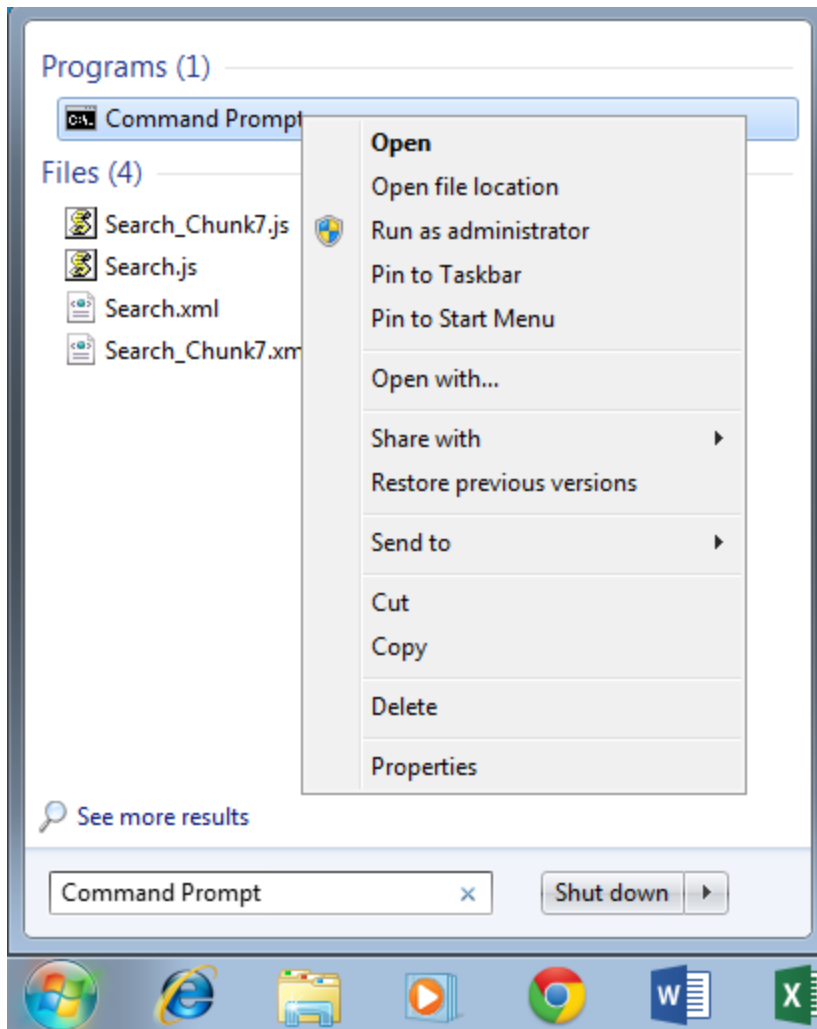 Programs (1)
Command Prompt
Open
Files (4)
Open file location
Search_Chunk7.js
Run as administrator
Search.js
Pin to Taskbar
Search.xml
Pin to Start Menu
Search_Chunk7.xm
Open with...
Share with
Restore previous versions
Send to
Cut
Copy
Delete
Properties
See more results
Command Prompt
Shut down